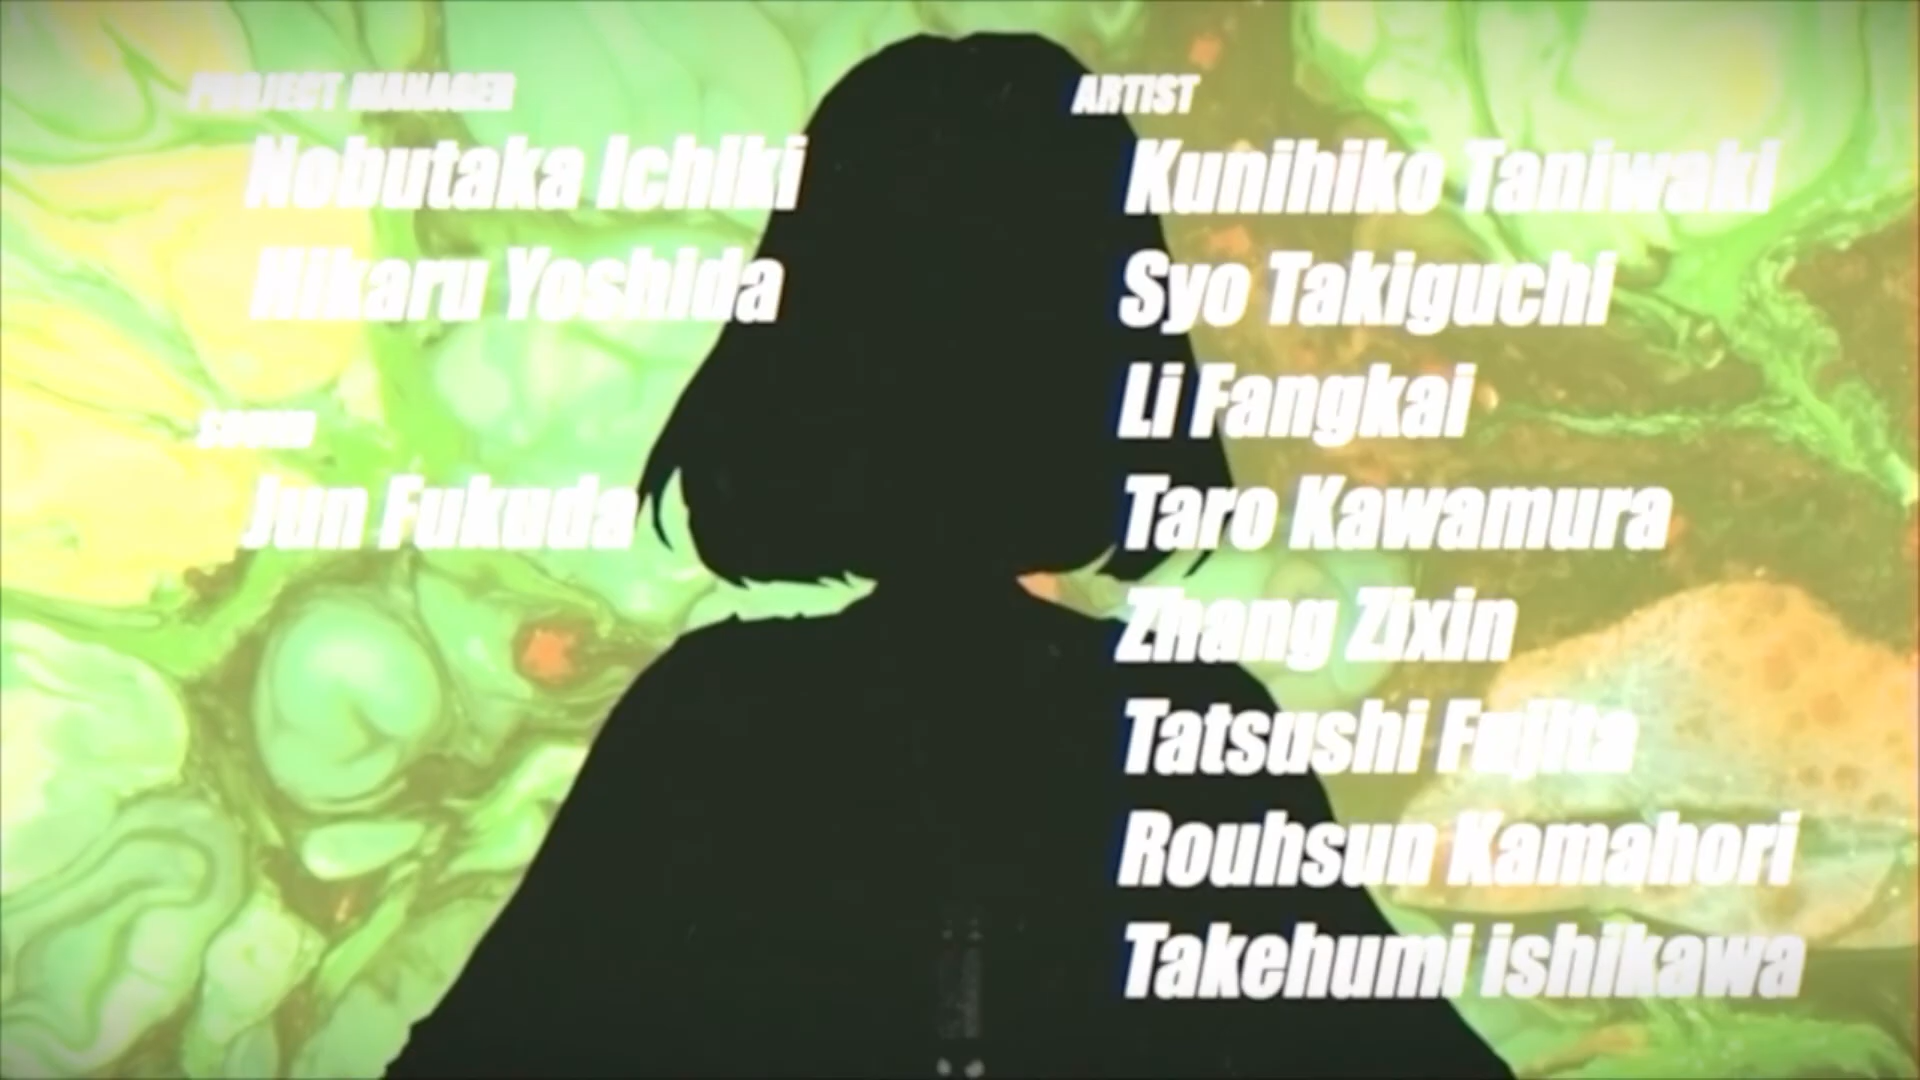 PROJECT MANAGER
Nobutaka Ichiki
Hikaru Yoshida
SOUND
Jun Fukuda
ARTIST
Kunihiko Taniwaki
Syo Takiguchi
Li Fangkai
Taro Kawamura
Zhang Zixin
Tatsushi Fujita
Rouhsun Kamahori
Takehumi ishikawa